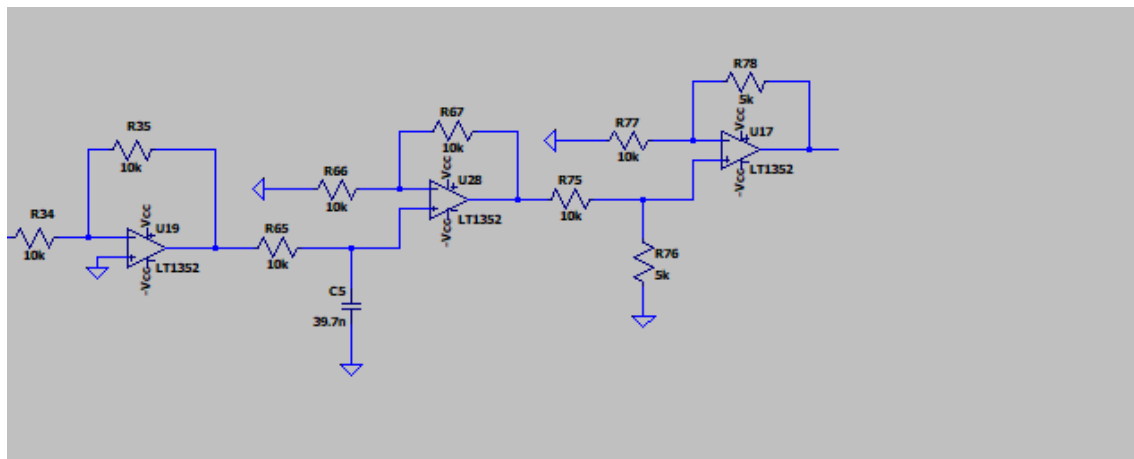 R78
5k
R67
Vcc
U17
R77
R35
10k
10k
LT1352
-Vcc
10k
R66
Vcc
U28
R75
10k
LT1352
-Vcc
10k
R34
Vcc
U19
R65
10k
LT1352
-Vcc
10k
R76
5k
C5
39.7n